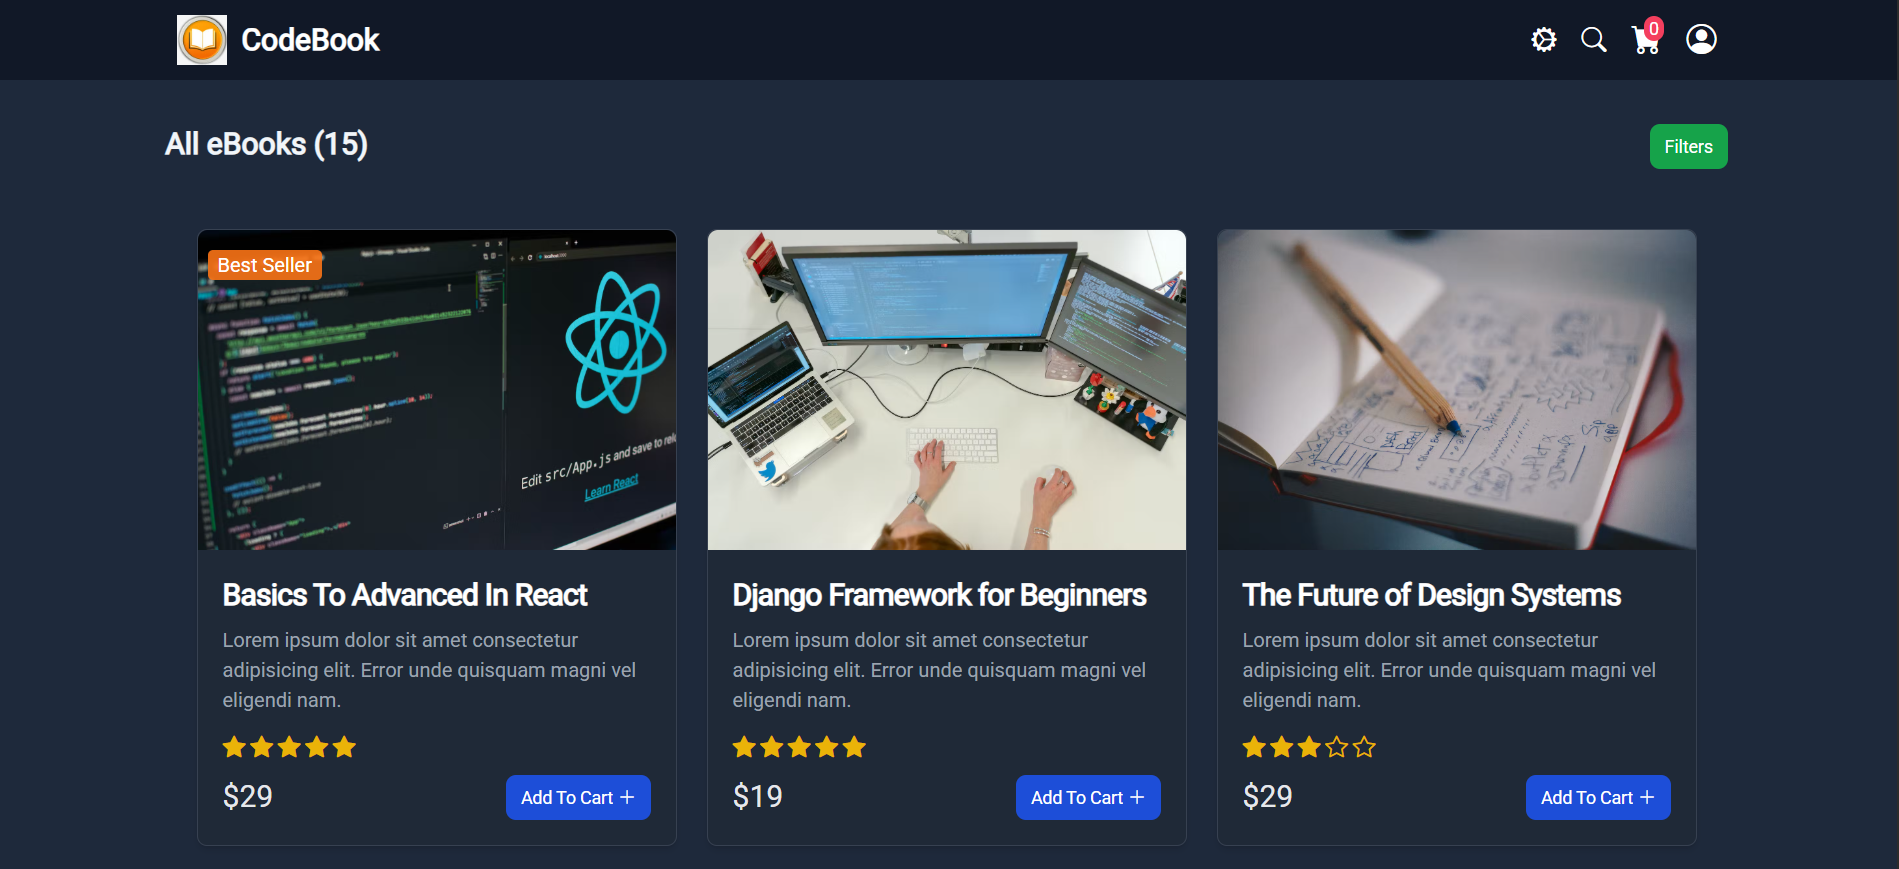 CodeBook
0
All eBooks (15)
Filters
Best Seller
Edit src/App.js and save to
Learn React
Basics To Advanced In React
Lorem ipsum dolor sit amet consectetur
adipisicing elit. Error unde quisquam magni vel
eligendi nam.
$29
Add To Cart +
Django Framework for Beginners
Lorem ipsum dolor sit amet consectetur
adipisicing elit. Error unde quisquam magni vel
eligendi nam.
$19
Add To Cart +
The Future of Design Systems
Lorem ipsum dolor sit amet consectetur
adipisicing elit. Error unde quisquam magni vel
eligendi nam.
$29
Add To Cart +